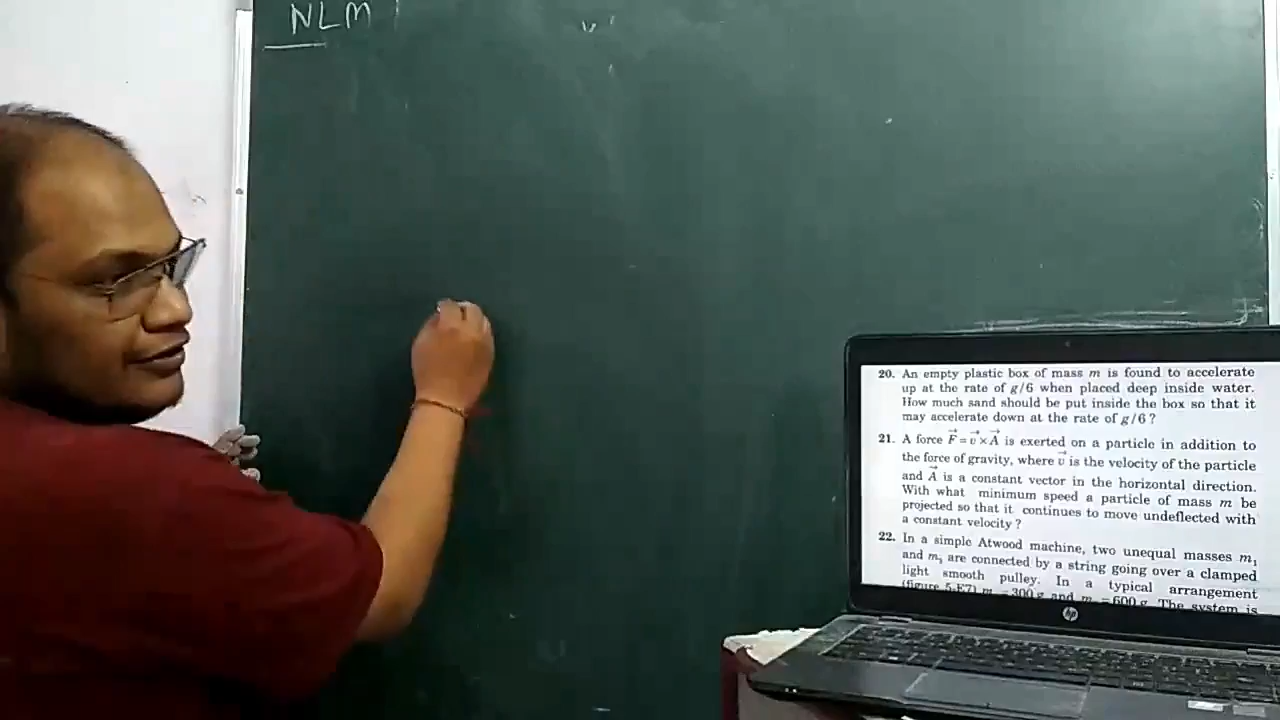 NLM
20. An empty plastic box of mass m is found to accelerate
up at the rate of g/6 when placed deep inside water.
How much sand should be put inside the box so that it
may accelerate down at the rate of g/6 ?
21. A force F⃗ = v⃗ × A⃗ is exerted on a particle in addition to
the force of gravity, where v⃗ is the velocity of the particle
and A⃗ is a constant vector in the horizontal direction.
With what minimum speed a particle of mass m be
projected so that it continues to move undeflected with
a constant velocity ?
22. In a simple Atwood machine, two unequal masses m₁
and m₂ are connected by a string going over a clamped
light smooth pulley. In a typical arrangement
(figure 5-E7) m = 300 g and m = 600 g. The system is
hp